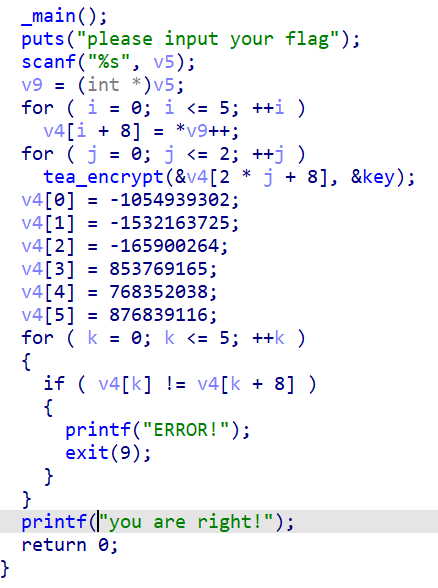 _main();
puts("please input your flag");
scanf("%s", v5);
v9 = (int *)v5;
for ( i = 0; i <= 5; ++i )
v4[i + 8] = *v9++;
for ( j = 0; j <= 2; ++j )
tea_encrypt(&v4[2 * j + 8], &key);
v4[0] = -1054939302;
v4[1] = -1532163725;
v4[2] = -165900264;
v4[3] = 853769165;
v4[4] = 768352038;
v4[5] = 876839116;
for ( k = 0; k <= 5; ++k )
{
if ( v4[k] != v4[k + 8] )
{
printf("ERROR!");
exit(9);
}
}
printf("you are right!");
return 0;
}